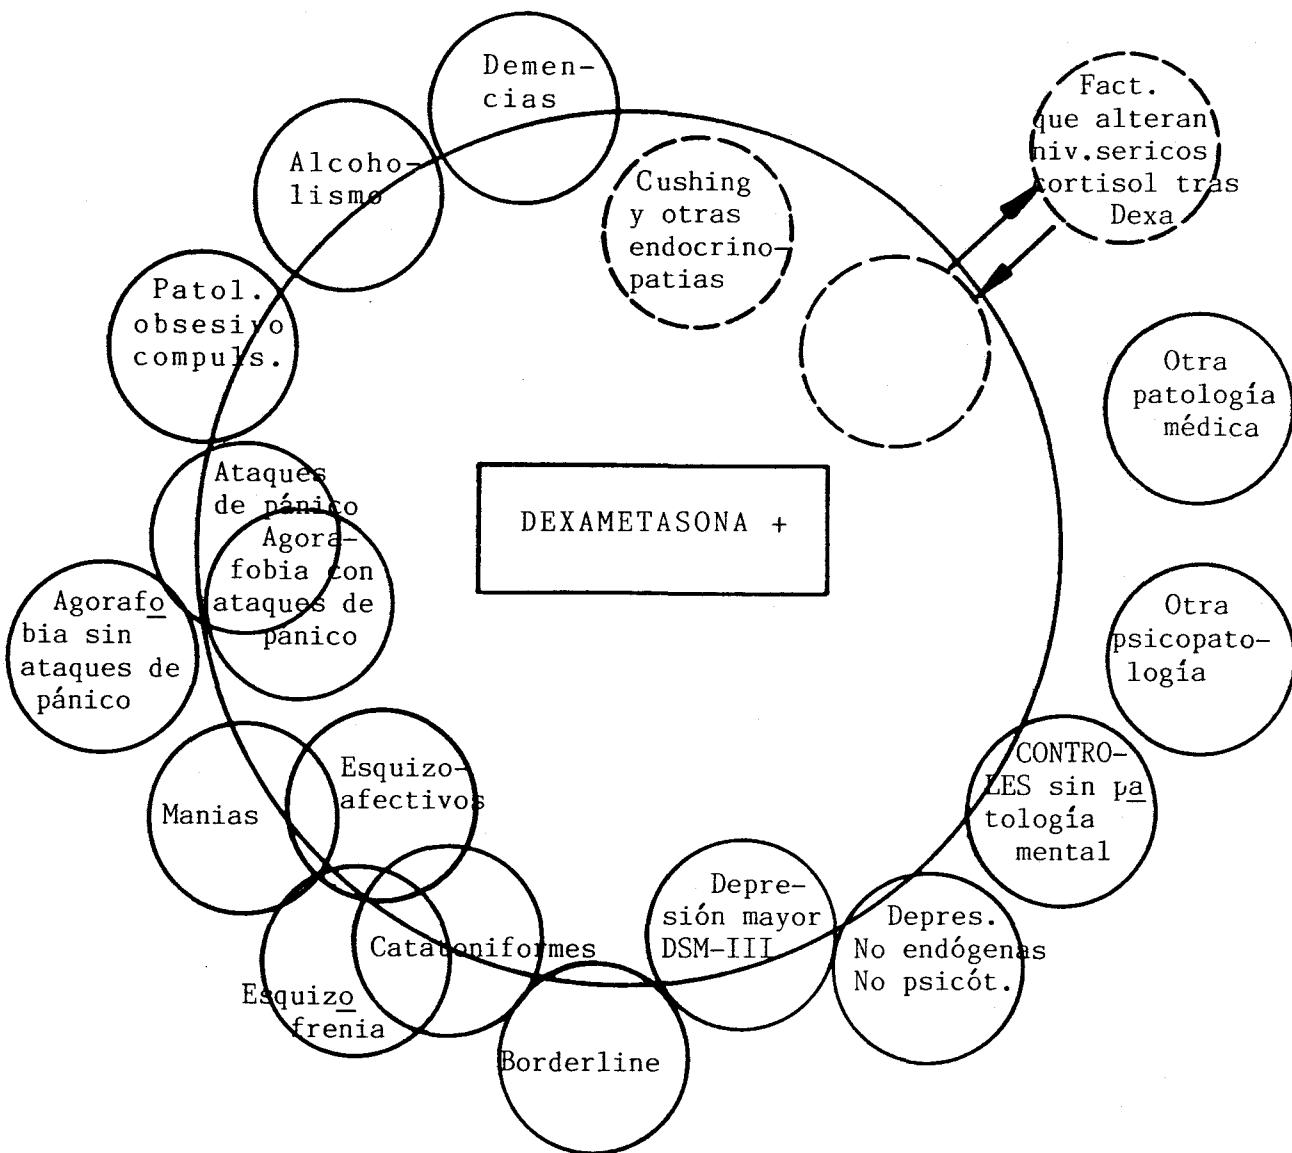 Demen-
cias
Fact.
que alteran
niv.sericos
cortisol tras
Dexa
Alcoho-
lismo
Cushing
y otras
endocrino-
patias
Patol.
obsesivo
compuls.
Otra
patología
médica
Ataques
de pánico
DEXAMETASONA +
Agora-
fobia con
ataques de
pánico
Agorafo
bia sin
ataques de
pánico
Otra
psicopato-
logía
Esquizo-
afectivos
Manias
CONTRO-
LES sin pa
tología
mental
Depre-
sión mayor
DSM-III
Depres.
No endógenas
No psicót.
Catatoniformes
Esquizo
frenia
Borderline